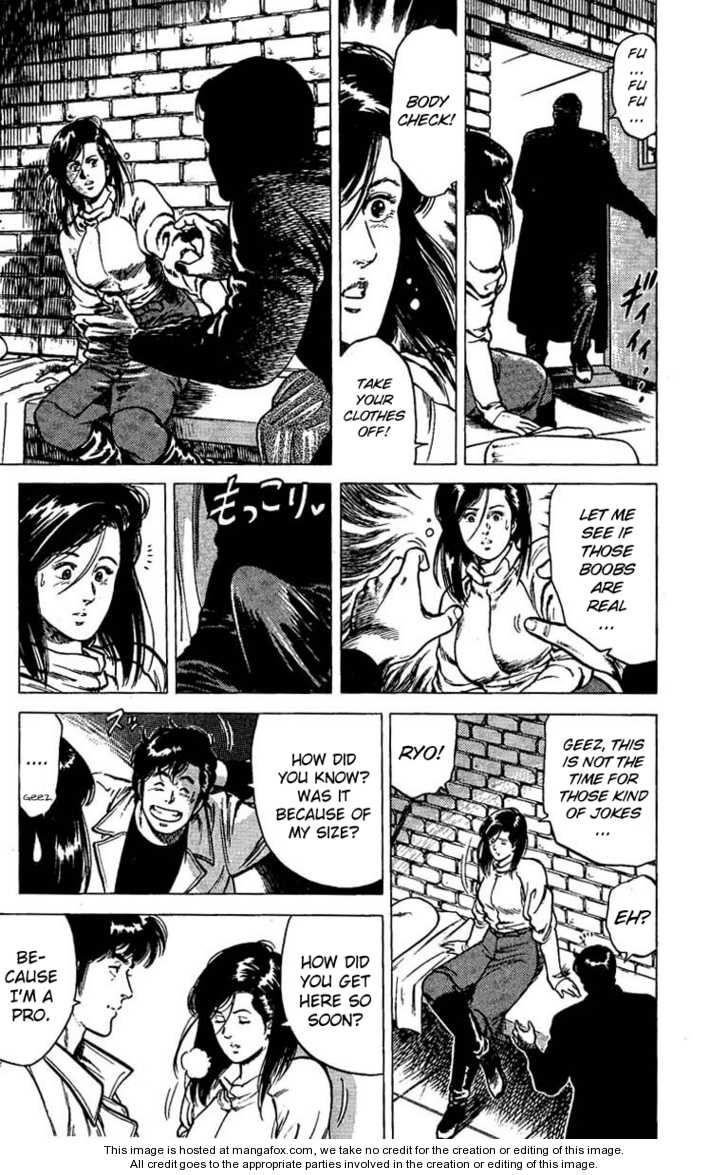 FU
...
FU
FU
...
ギイイ・・
BODY
CHECK!
TAKE
YOUR
CLOTHES
OFF!
LET ME
SEE IF
THOSE
BOOBS
ARE
REAL
...
もっこり♥
GEEZ, THIS
IS NOT
THE TIME
FOR
THOSE KIND
OF JOKES
...
RYO!
EH?
HOW DID
YOU KNOW?
WAS IT
BECAUSE OF
MY SIZE?
ズッ
....
GEEZ
HOW DID
YOU GET
HERE SO
SOON?
BE-
CAUSE
I'M A
PRO.
This image is hosted at mangafox.com, we take no credit for the creation or editing of this image.
All credit goes to the appropriate parties involved in the creation or editing of this image.